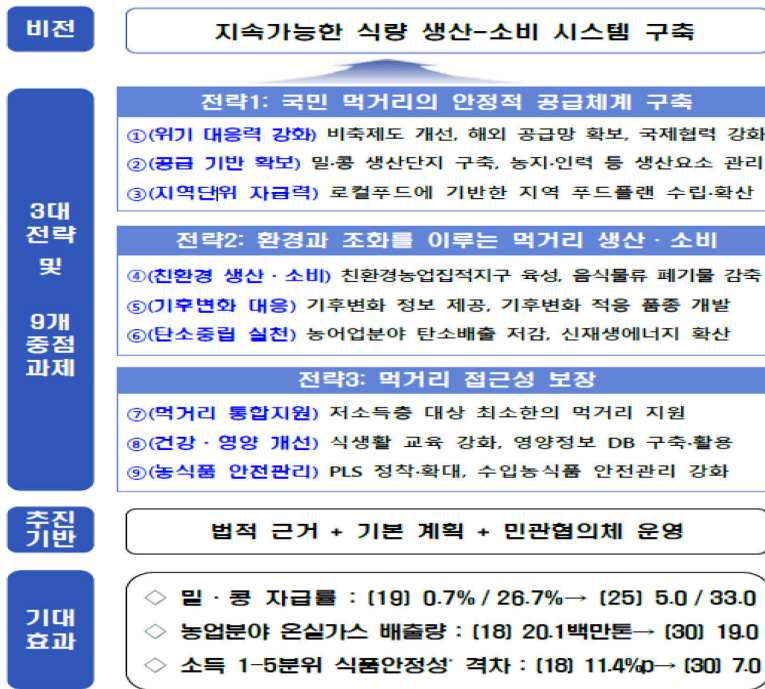 비전
지속가능한 식량 생산-소비 시스템 구축
3대
전략
및
9개
중점
과제
전략1: 국민 먹거리의 안정적 공급체계 구축
①(위기 대응력 강화) 비축제도 개선, 해외 공급망 확보, 국제협력 강화
②(공급 기반 확보) 밀·콩 생산단지 구축, 농지·인력 등 생산요소 관리
③(지역단위 자급력) 로컬푸드에 기반한 지역 푸드플랜 수립·확산
전략2: 환경과 조화를 이루는 먹거리 생산 · 소비
④(친환경 생산 · 소비) 친환경농업집적지구 육성, 음식물류 폐기물 감축
⑤(기후변화 대응) 기후변화 정보 제공, 기후변화 적응 품종 개발
⑥(탄소중립 실천) 농어업분야 탄소배출 저감, 신재생에너지 확산
전략3: 먹거리 접근성 보장
⑦(먹거리 통합지원) 저소득층 대상 최소한의 먹거리 지원
⑧(건강 · 영양 개선) 식생활 교육 강화, 영양정보 DB 구축·활용
⑨(농식품 안전관리) PLS 정착·확대, 수입농식품 안전관리 강화
추진
기반
법적 근거 + 기본 계획 + 민관협의체 운영
기대
효과
◇ 밀 · 콩 자급률 : (19) 0.7% / 26.7%→ (25) 5.0 / 33.0
◇ 농업분야 온실가스 배출량 : (18) 20.1백만톤→ (30) 19.0
◇ 소득 1-5분위 식품안정성* 격차 : (18) 11.4%p→ (30) 7.0